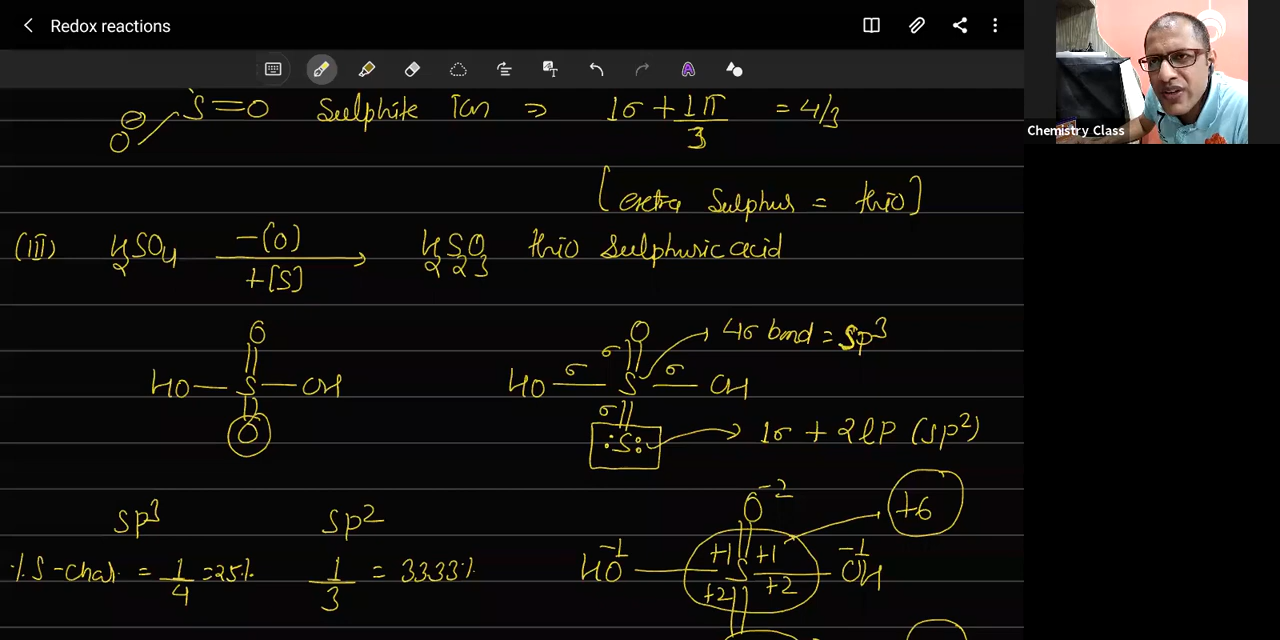 Redox reactions
Chemistry Class
⊖
O S=O Sulphite Ion ⇒ 1σ + 1π/3 = 4/3
[extra Sulphur = thio]
(III) H2SO4 -[O] +[S] → H2S2O3 thio sulphuric acid
O O → 4σ bond = sp3
HO — S — OH HO σ S σ OH
σ σ
O :S: → 1σ + 2lP (sp2)
O-2 +6
sp3 sp2
% S-char. = 1/4 = 25% 1/3 = 33.33%
HO-1 +1 +1 S +2 +2 OH-1